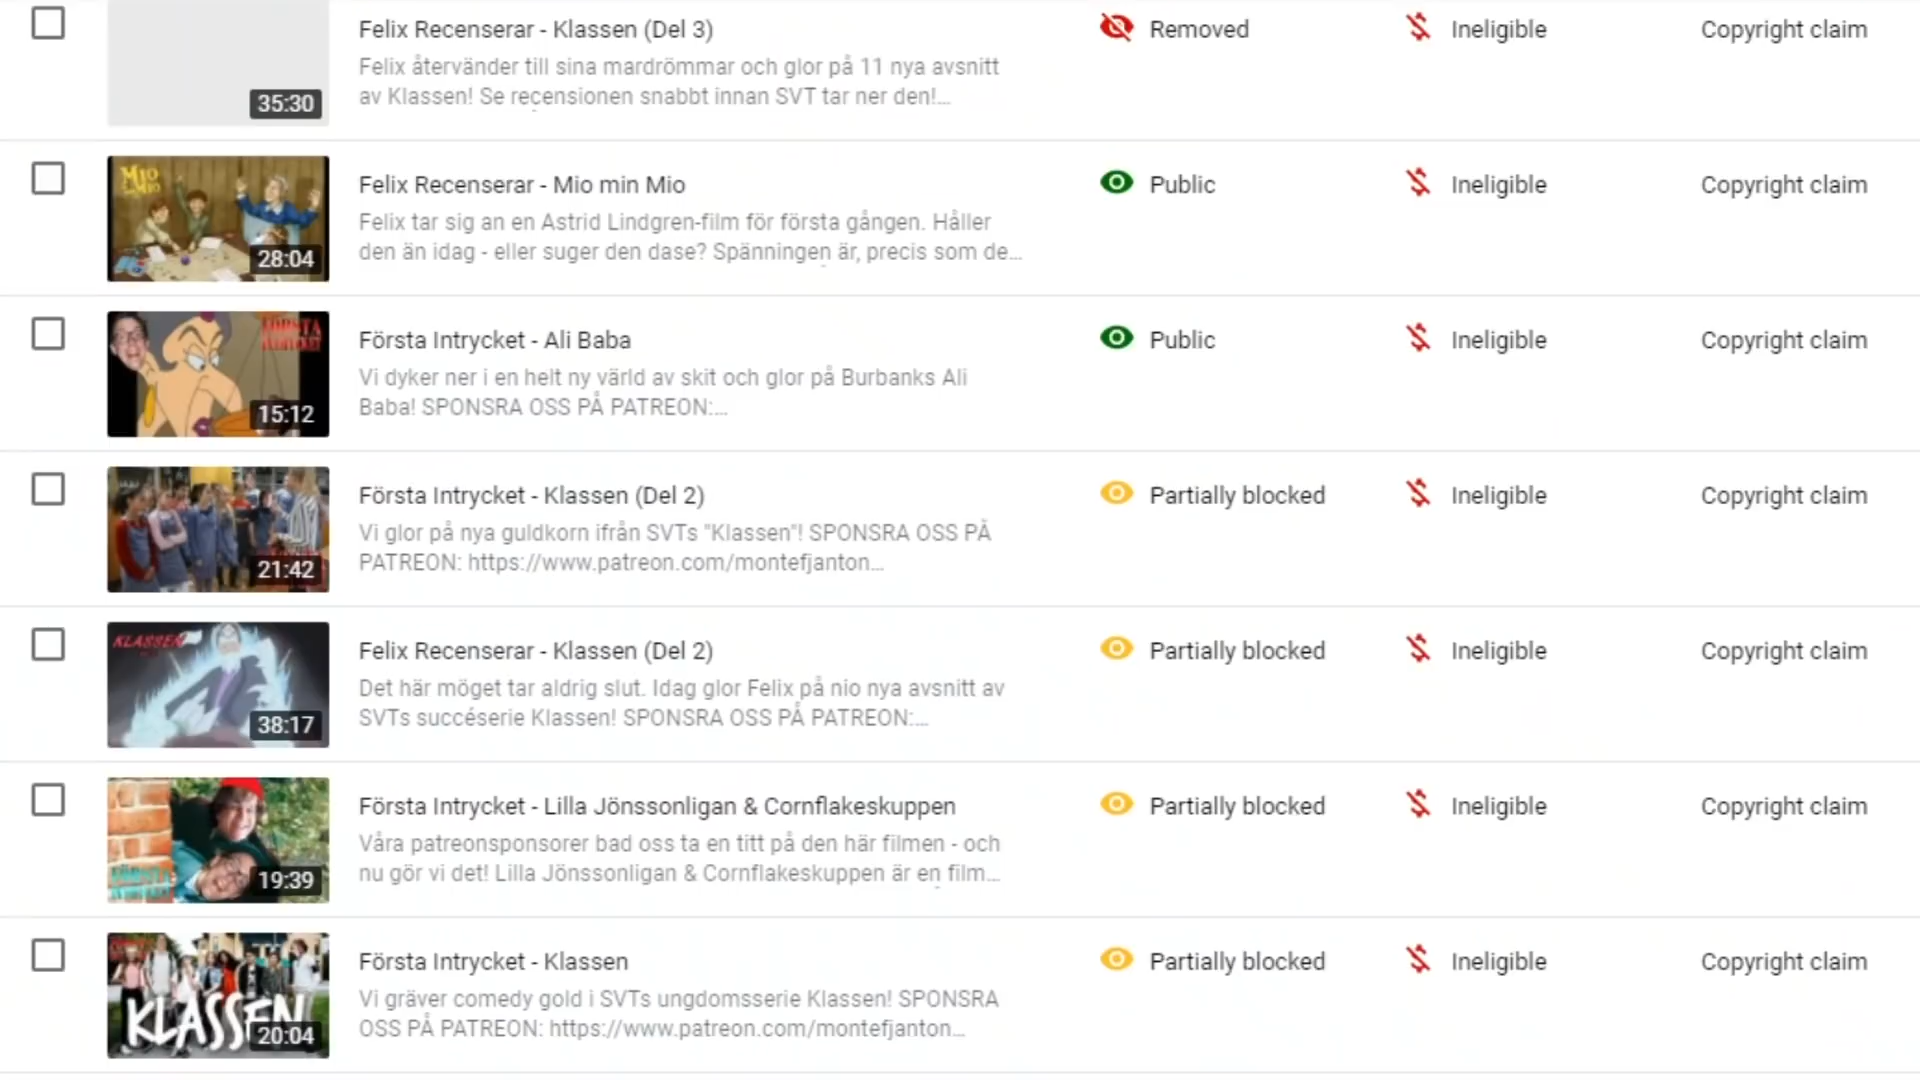 Felix Recenserar - Klassen (Del 3)
Removed
Ineligible
Copyright claim
Felix återvänder till sina mardrömmar och glor på 11 nya avsnitt
av Klassen! Se recensionen snabbt innan SVT tar ner den!...
35:30
Felix Recenserar - Mio min Mio
Public
Ineligible
Copyright claim
Felix tar sig an en Astrid Lindgren-film för första gången. Håller
den än idag - eller suger den dase? Spänningen är, precis som de...
28:04
Första Intrycket - Ali Baba
Public
Ineligible
Copyright claim
Vi dyker ner i en helt ny värld av skit och glor på Burbanks Ali
Baba! SPONSRA OSS PÅ PATREON:...
15:12
Första Intrycket - Klassen (Del 2)
Partially blocked
Ineligible
Copyright claim
Vi glor på nya guldkorn ifrån SVTs "Klassen"! SPONSRA OSS PÅ
PATREON: https://www.patreon.com/montefjanton...
21:42
KLASSEN
Felix Recenserar - Klassen (Del 2)
Partially blocked
Ineligible
Copyright claim
Det här möget tar aldrig slut. Idag glor Felix på nio nya avsnitt av
SVTs succéserie Klassen! SPONSRA OSS PÅ PATREON:...
38:17
Första Intrycket - Lilla Jönssonligan & Cornflakeskuppen
Partially blocked
Ineligible
Copyright claim
Våra patreonsponsorer bad oss ta en titt på den här filmen - och
nu gör vi det! Lilla Jönssonligan & Cornflakeskuppen är en film...
19:39
Första Intrycket - Klassen
Partially blocked
Ineligible
Copyright claim
Vi gräver comedy gold i SVTs ungdomsserie Klassen! SPONSRA
OSS PÅ PATREON: https://www.patreon.com/montefjanton...
KLASSEN
20:04